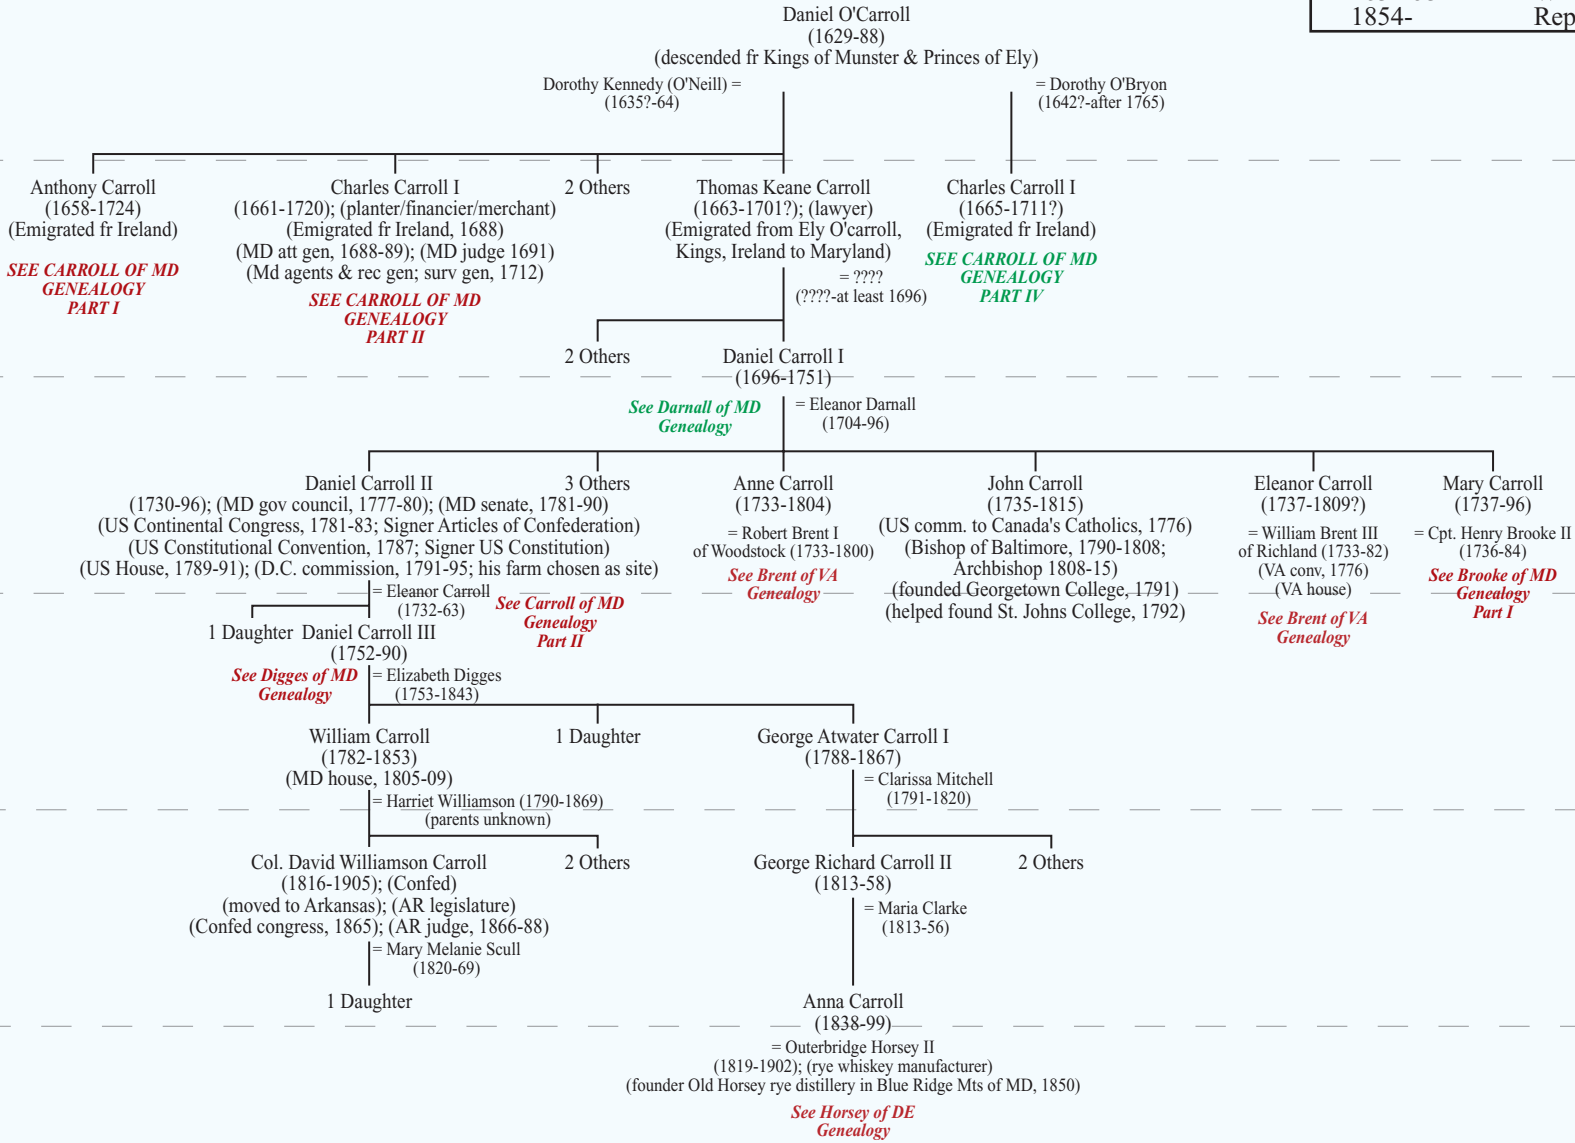 1854- Rep
Daniel O'Carroll
(1629-88)
(descended fr Kings of Munster & Princes of Ely)
Dorothy Kennedy (O'Neill) =
(1635?-64)
= Dorothy O'Bryon
(1642?-after 1765)
Anthony Carroll
(1658-1724)
(Emigrated fr Ireland)
SEE CARROLL OF MD
GENEALOGY
PART I
Charles Carroll I
(1661-1720); (planter/financier/merchant)
(Emigrated fr Ireland, 1688)
(MD att gen, 1688-89); (MD judge 1691)
(Md agents & rec gen; surv gen, 1712)
SEE CARROLL OF MD
GENEALOGY
PART II
2 Others
Thomas Keane Carroll
(1663-1701?); (lawyer)
(Emigrated from Ely O'carroll,
Kings, Ireland to Maryland)
= ????
(????-at least 1696)
Charles Carroll I
(1665-1711?)
(Emigrated fr Ireland)
SEE CARROLL OF MD
GENEALOGY
PART IV
2 Others
Daniel Carroll I
(1696-1751)
See Darnall of MD
Genealogy
= Eleanor Darnall
(1704-96)
Daniel Carroll II
(1730-96); (MD gov council, 1777-80); (MD senate, 1781-90)
(US Continental Congress, 1781-83; Signer Articles of Confederation)
(US Constitutional Convention, 1787; Signer US Constitution)
(US House, 1789-91); (D.C. commission, 1791-95; his farm chosen as site)
= Eleanor Carroll
(1732-63)
See Carroll of MD
Genealogy
Part II
3 Others
Anne Carroll
(1733-1804)
= Robert Brent I
of Woodstock (1733-1800)
See Brent of VA
Genealogy
John Carroll
(1735-1815)
(US comm. to Canada's Catholics, 1776)
(Bishop of Baltimore, 1790-1808;
Archbishop 1808-15)
(founded Georgetown College, 1791)
(helped found St. Johns College, 1792)
Eleanor Carroll
(1737-1809?)
= William Brent III
of Richland (1733-82)
(VA conv, 1776)
(VA house)
See Brent of VA
Genealogy
Mary Carroll
(1737-96)
= Cpt. Henry Brooke II
(1736-84)
See Brooke of MD
Genealogy
Part I
1 Daughter
Daniel Carroll III
(1752-90)
See Digges of MD
Genealogy
= Elizabeth Digges
(1753-1843)
William Carroll
(1782-1853)
(MD house, 1805-09)
= Harriet Williamson (1790-1869)
(parents unknown)
1 Daughter
George Atwater Carroll I
(1788-1867)
= Clarissa Mitchell
(1791-1820)
Col. David Williamson Carroll
(1816-1905); (Confed)
(moved to Arkansas); (AR legislature)
(Confed congress, 1865); (AR judge, 1866-88)
= Mary Melanie Scull
(1820-69)
2 Others
George Richard Carroll II
(1813-58)
= Maria Clarke
(1813-56)
2 Others
1 Daughter
Anna Carroll
(1838-99)
= Outerbridge Horsey II
(1819-1902); (rye whiskey manufacturer)
(founder Old Horsey rye distillery in Blue Ridge Mts of MD, 1850)
See Horsey of DE
Genealogy